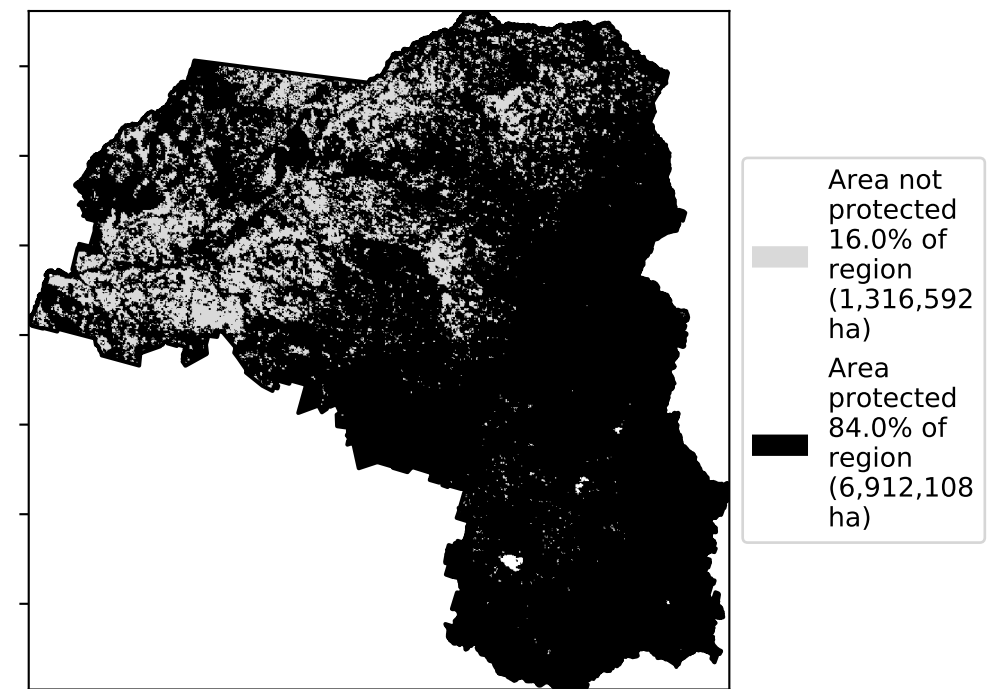 Area not
protected
16.0% of
region
(1,316,592
ha)
Area
protected
84.0% of
region
(6,912,108
ha)